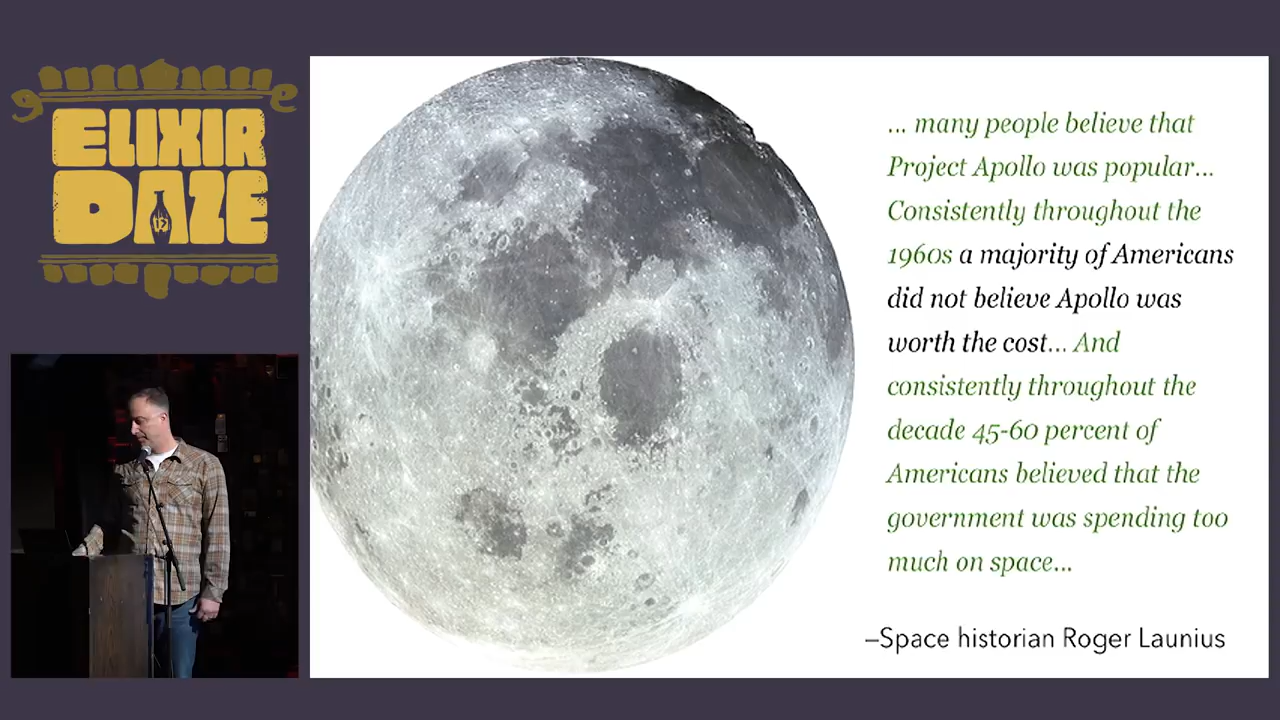 ELIXIR
DAZE
... many people believe that
Project Apollo was popular...
Consistently throughout the
1960s a majority of Americans
did not believe Apollo was
worth the cost... And
consistently throughout the
decade 45-60 percent of
Americans believed that the
government was spending too
much on space...
–Space historian Roger Launius